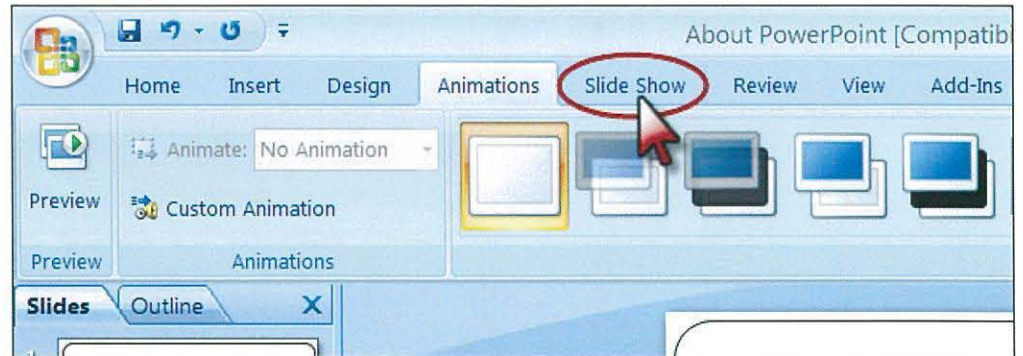 About PowerPoint [Compatibi
Home Insert Design Animations Slide Show Review View Add-Ins
Animate: No Animation
Preview Custom Animation
Preview Animations
Slides Outline X